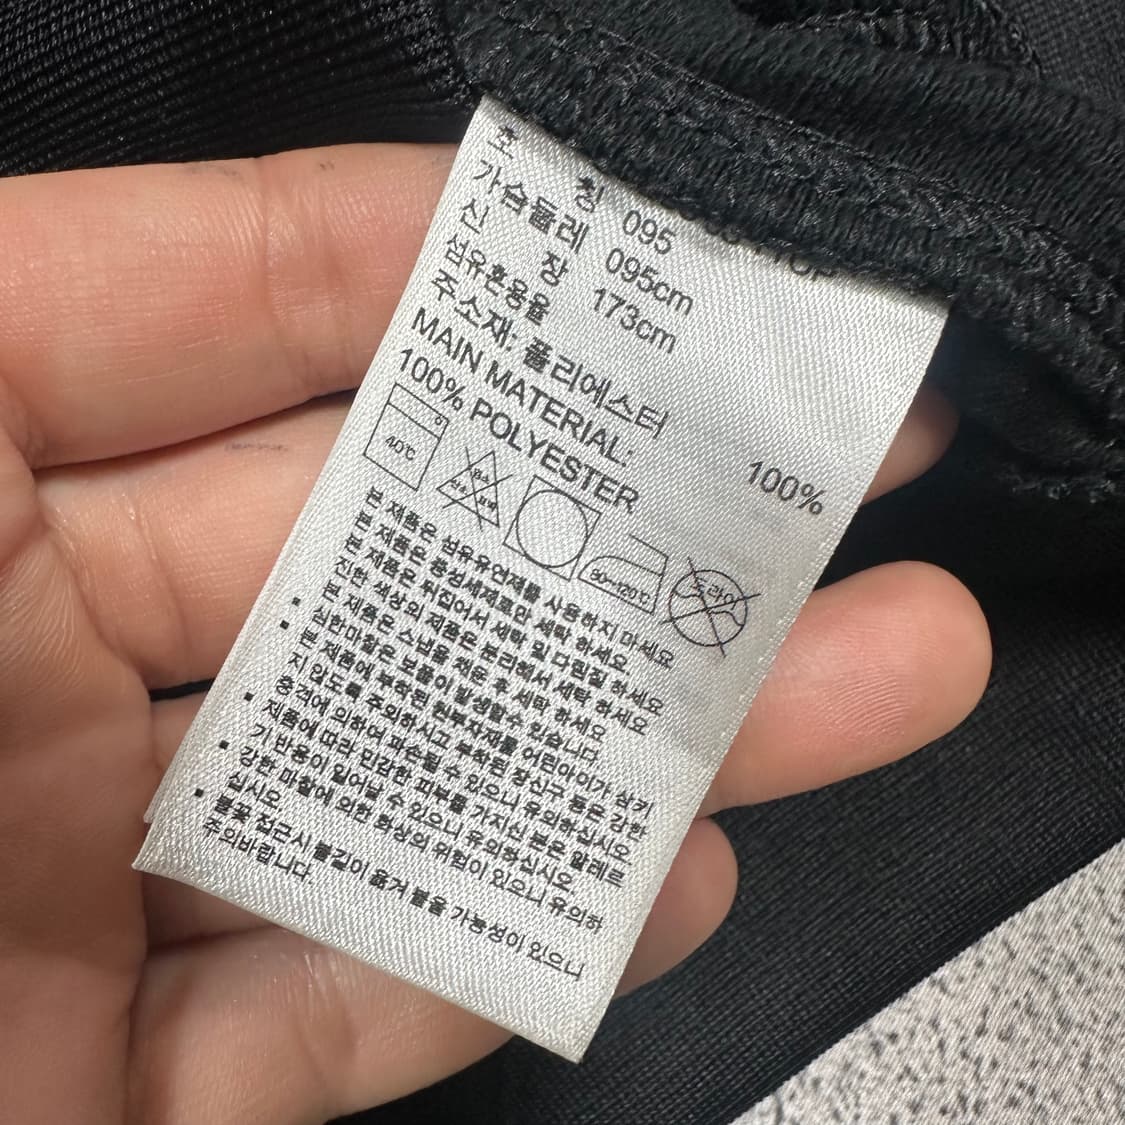 호 칭 095
가슴둘레 095cm
신 장 173cm
섬유혼용율
주소재: 폴리에스터 100%
MAIN MATERIAL:
100% POLYESTER
40℃
염소 표백
80~120℃
드라이
본 제품은 섬유유연제를 사용하지 마세요
본 제품은 중성세제로만 세탁 하세요
본 제품은 뒤집어서 세탁 및 다림질 하세요
진한 색상의 제품은 분리해서 세탁 하세요
본 제품은 스냅을 채운 후 세탁 하세요
▪ 심한마찰은 보풀이 발생할수 있습니다.
▪ 본 제품에 부착된 원부자재를 어린아이가 삼키
지 않도록 주의하시고 부착된 장신구 등은 강한
충격에 의하여 파손될 수 있으니 유의하십시오.
▪ 제품에 따라 민감한 피부를 가지신 분은 알레르
기 반응이 일어날 수 있으니 유의하십시오.
▪ 강한 마찰에 의한 화상의 위험이 있으니 유의하
십시오.
▪ 불꽃 접근시 불길이 옮겨 붙을 가능성이 있으니
주의바랍니다.